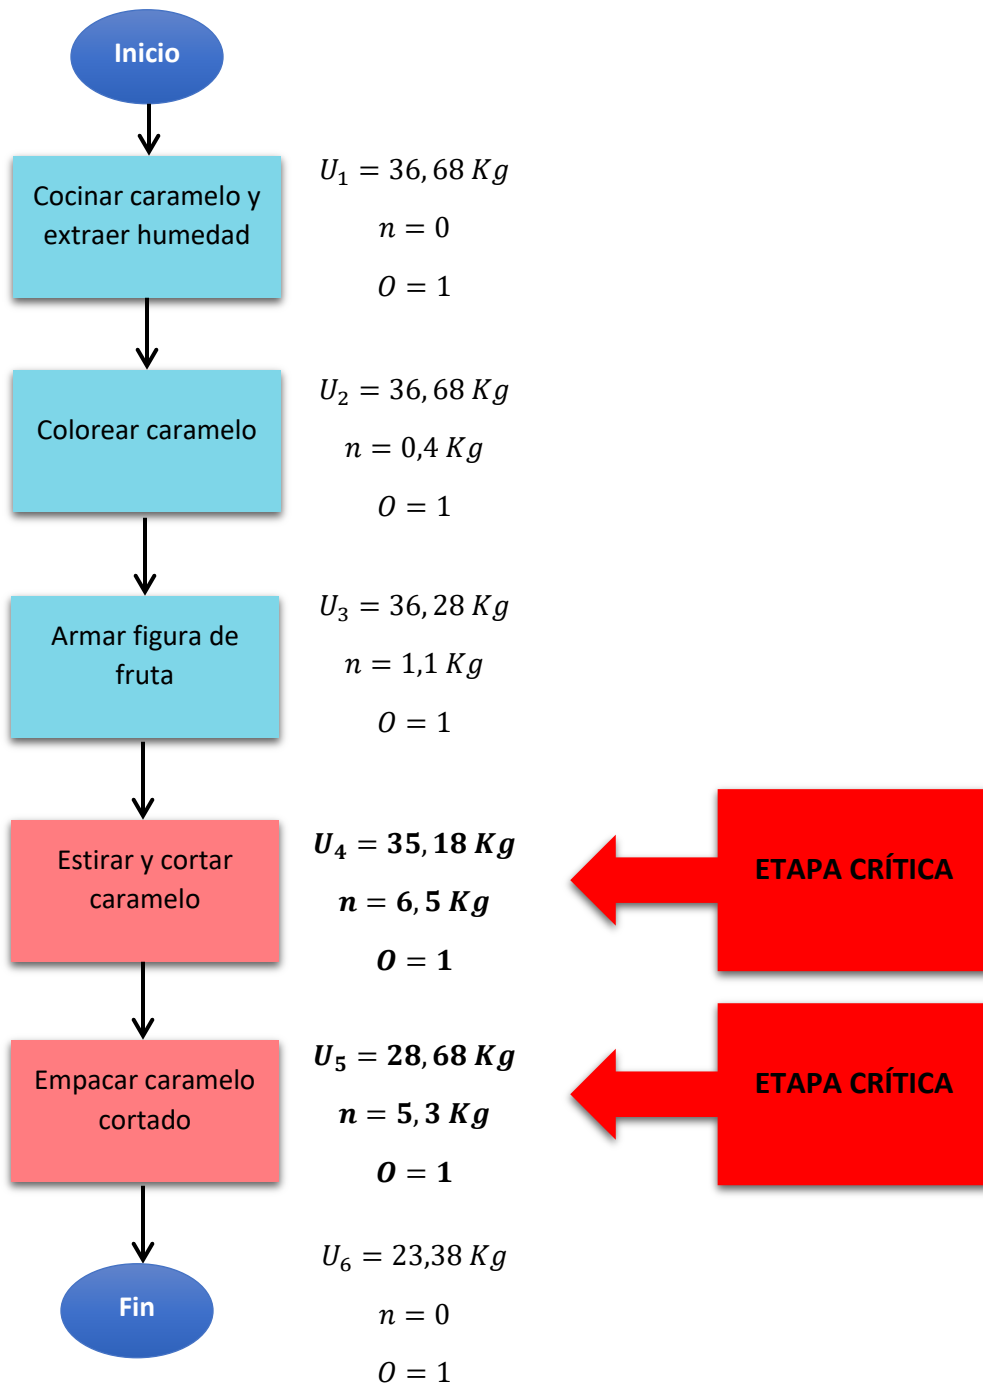 Inicio
Cocinar caramelo y
extraer humedad
U₁ = 36,68 Kg
n = 0
O = 1
Colorear caramelo
U₂ = 36,68 Kg
n = 0,4 Kg
O = 1
Armar figura de
fruta
U₃ = 36,28 Kg
n = 1,1 Kg
O = 1
Estirar y cortar
caramelo
U₄ = 35,18 Kg
n = 6,5 Kg
O = 1
ETAPA CRÍTICA
Empacar caramelo
cortado
U₅ = 28,68 Kg
n = 5,3 Kg
O = 1
ETAPA CRÍTICA
Fin
U₆ = 23,38 Kg
n = 0
O = 1